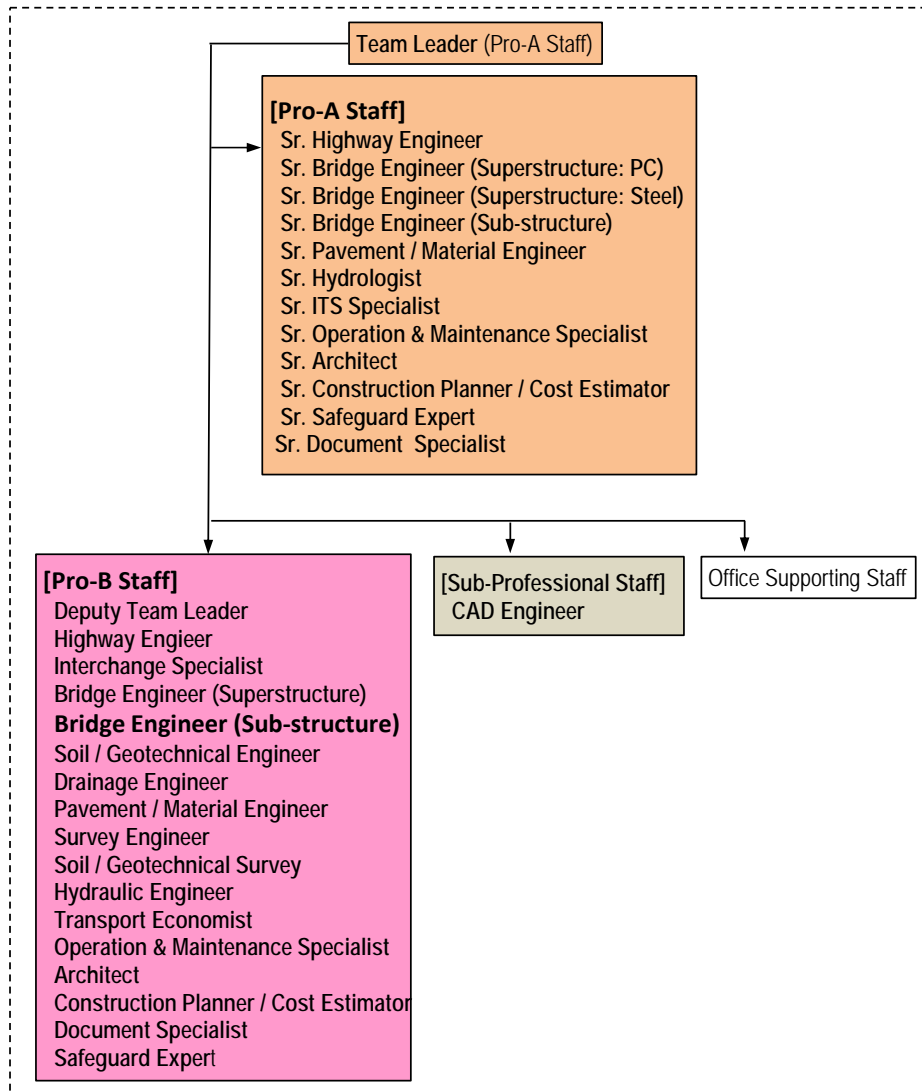 Team Leader (Pro-A Staff)
[Pro-A Staff]
Sr. Highway Engineer
Sr. Bridge Engineer (Superstructure: PC)
Sr. Bridge Engineer (Superstructure: Steel)
Sr. Bridge Engineer (Sub-structure)
Sr. Pavement / Material Engineer
Sr. Hydrologist
Sr. ITS Specialist
Sr. Operation & Maintenance Specialist
Sr. Architect
Sr. Construction Planner / Cost Estimator
Sr. Safeguard Expert
Sr. Document Specialist
[Pro-B Staff]
Deputy Team Leader
Highway Engieer
Interchange Specialist
Bridge Engineer (Superstructure)
Bridge Engineer (Sub-structure)
Soil / Geotechnical Engineer
Drainage Engineer
Pavement / Material Engineer
Survey Engineer
Soil / Geotechnical Survey
Hydraulic Engineer
Transport Economist
Operation & Maintenance Specialist
Architect
Construction Planner / Cost Estimator
Document Specialist
Safeguard Expert
[Sub-Professional Staff]
CAD Engineer
Office Supporting Staff